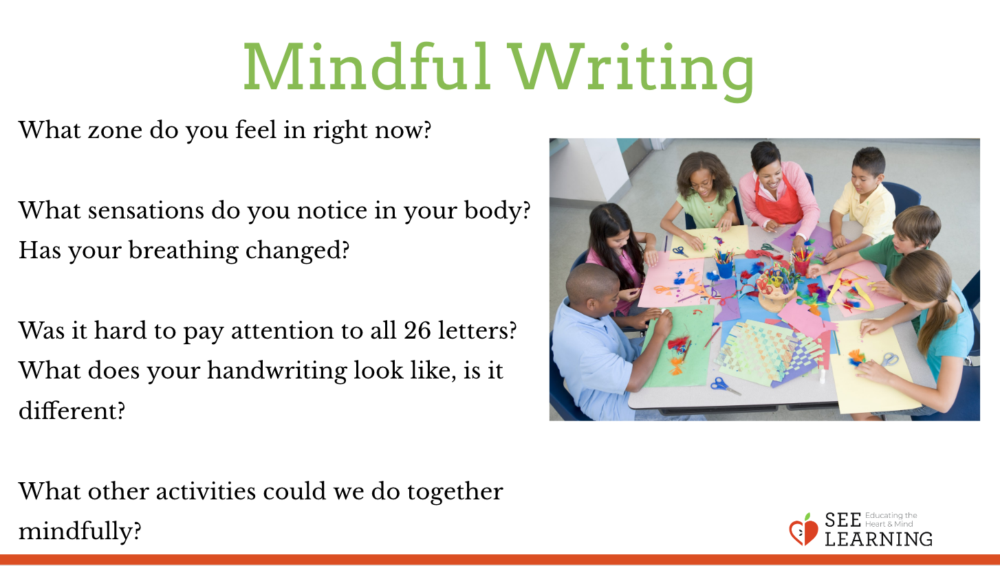 Mindful Writing
What zone do you feel in right now?
What sensations do you notice in your body?
Has your breathing changed?
Was it hard to pay attention to all 26 letters?
What does your handwriting look like, is it
different?
What other activities could we do together
mindfully?
SEE Educating the
Heart & Mind
LEARNING